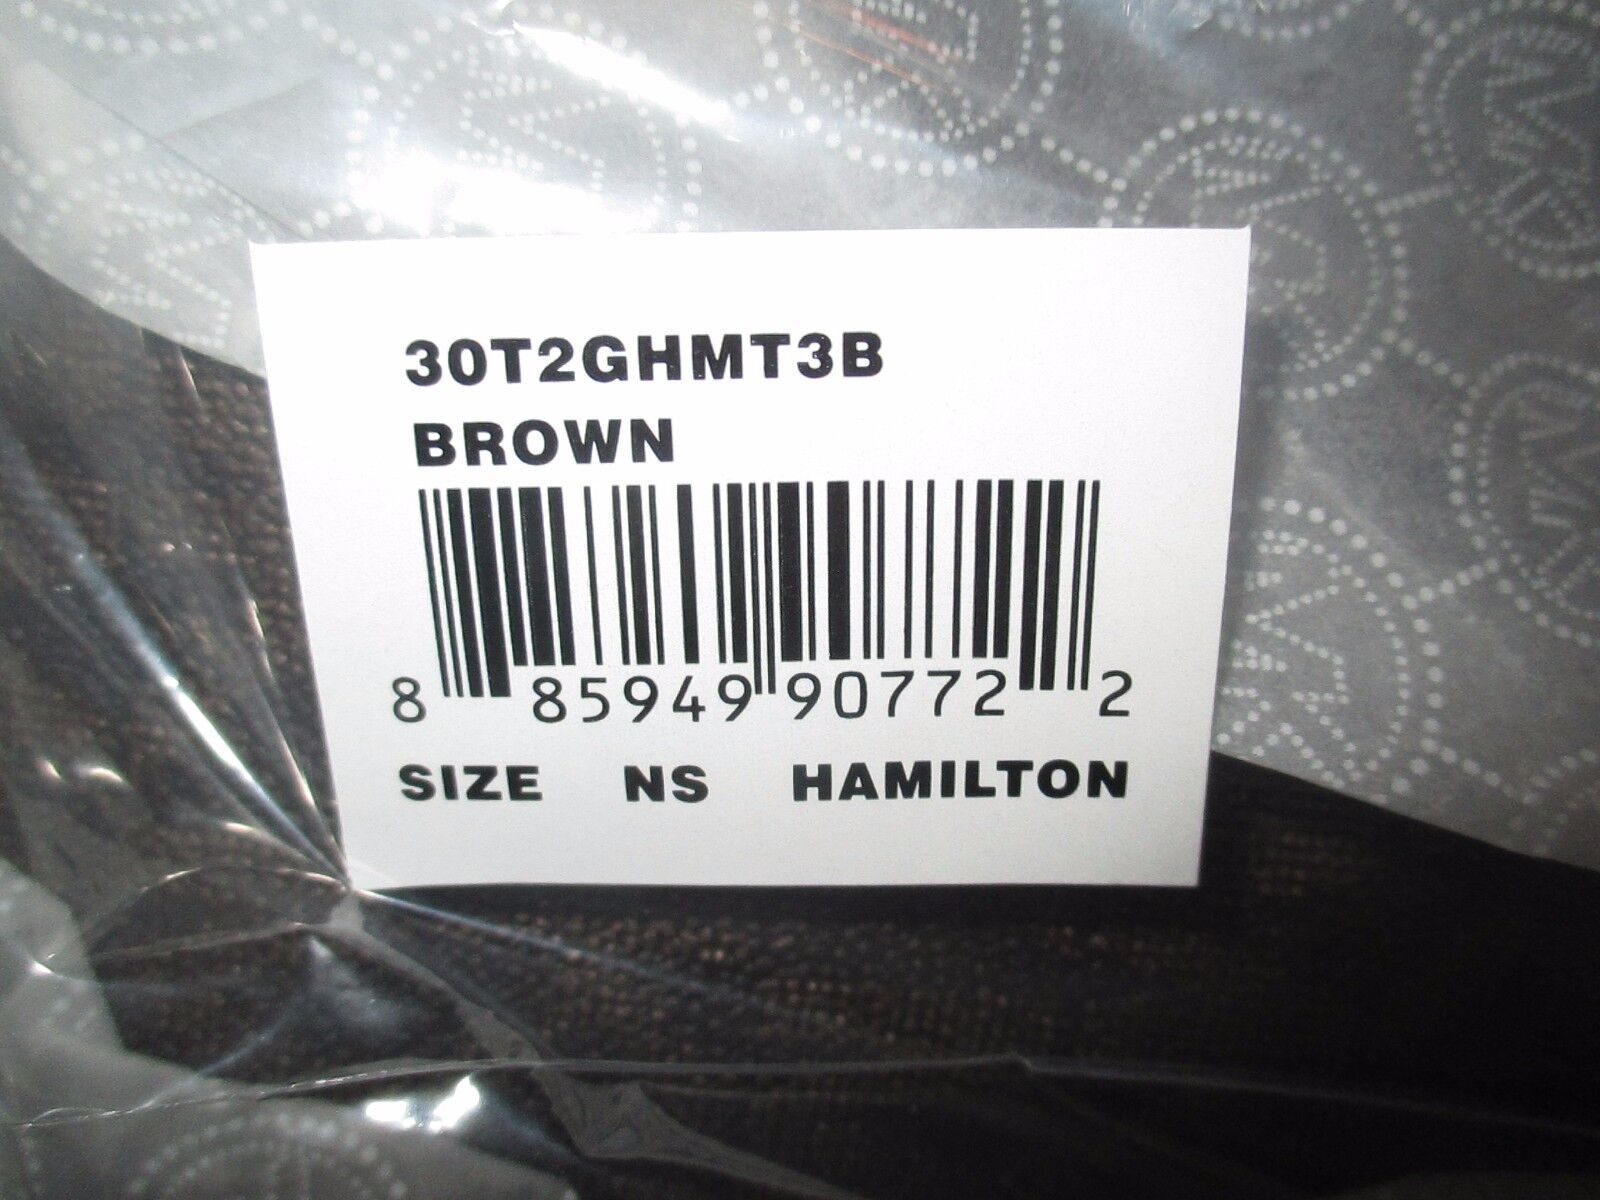 30T2GHMT3B
BROWN
8 85949 90772 2
SIZE NS HAMILTON